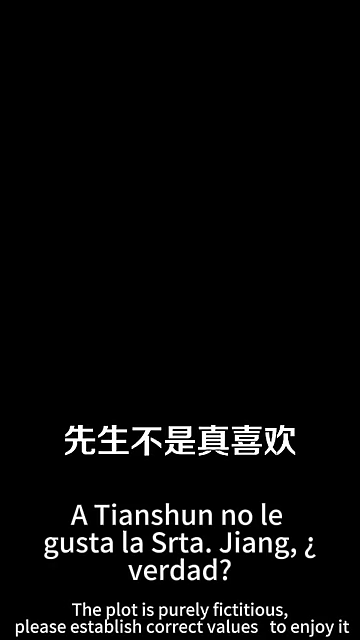 先生不是真喜欢
A Tianshun no le
gusta la Srta. Jiang, ¿
verdad?
The plot is purely fictitious,
please establish correct values to enjoy it